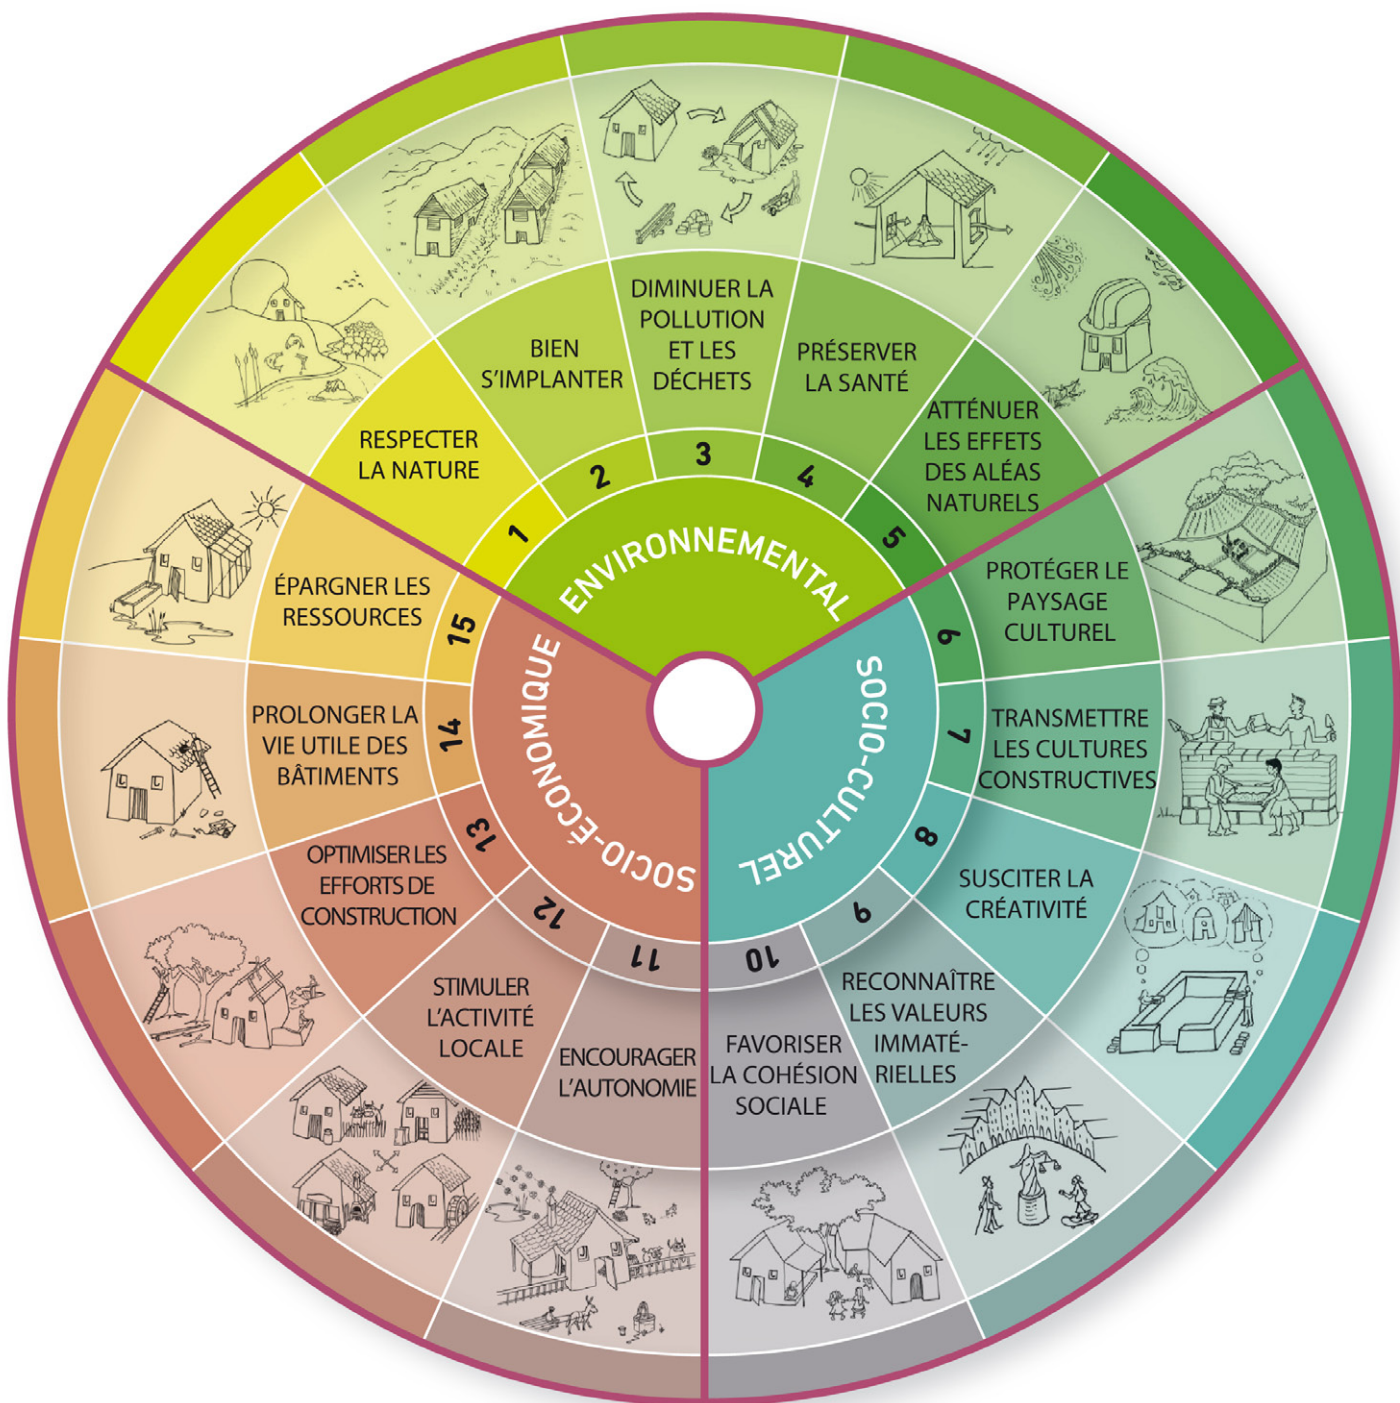 ENVIRONNEMENTAL
1
RESPECTER
LA NATURE
2
BIEN
S'IMPLANTER
3
DIMINUER LA
POLLUTION
ET LES
DÉCHETS
4
PRÉSERVER
LA SANTÉ
5
ATTÉNUER
LES EFFETS
DES ALÉAS
NATURELS
SOCIO-CULTUREL
6
PROTÉGER LE
PAYSAGE
CULTUREL
7
TRANSMETTRE
LES CULTURES
CONSTRUCTIVES
8
SUSCITER LA
CRÉATIVITÉ
9
RECONNAÎTRE
LES VALEURS
IMMATÉ-
RIELLES
10
FAVORISER
LA COHÉSION
SOCIALE
SOCIO-ÉCONOMIQUE
11
ENCOURAGER
L'AUTONOMIE
12
STIMULER
L'ACTIVITÉ
LOCALE
13
OPTIMISER LES
EFFORTS DE
CONSTRUCTION
14
PROLONGER LA
VIE UTILE DES
BÂTIMENTS
15
ÉPARGNER LES
RESSOURCES